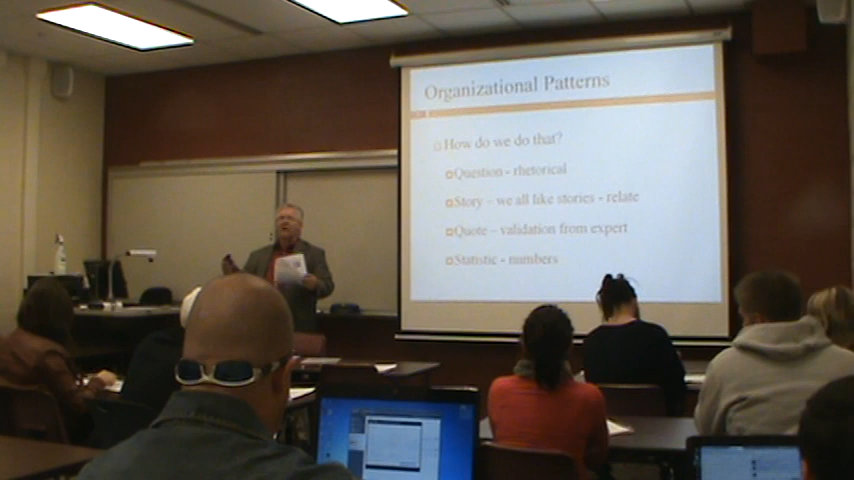 Organizational Patterns
How do we do that?
Question - rhetorical
Story – we all like stories - relate
Quote – validation from expert
Statistic - numbers